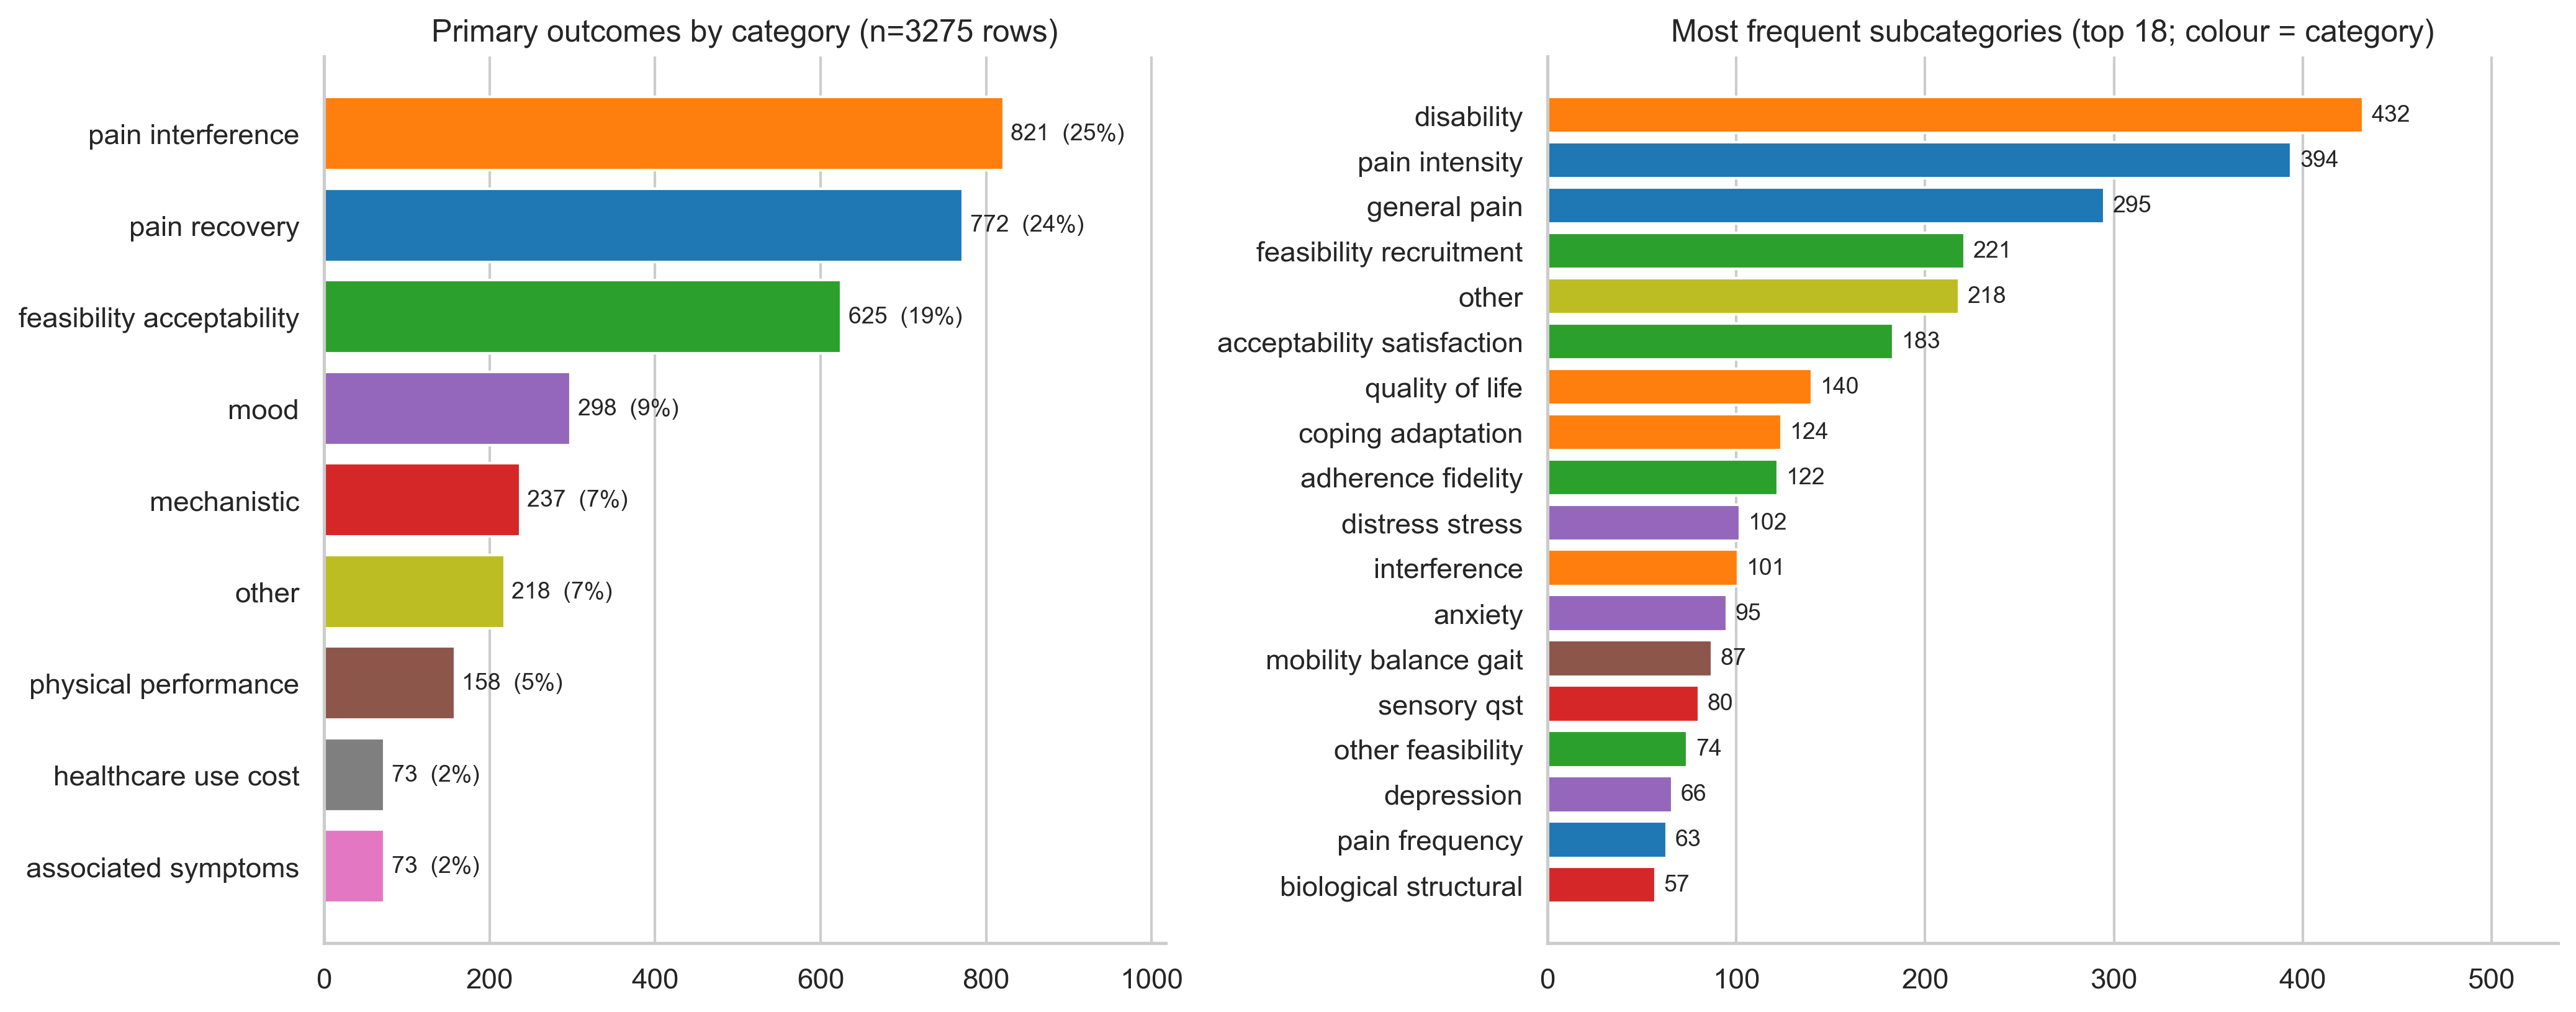 Primary outcomes by category (n=3275 rows)
pain interference 821 (25%)
pain recovery 772 (24%)
feasibility acceptability 625 (19%)
mood 298 (9%)
mechanistic 237 (7%)
other 218 (7%)
physical performance 158 (5%)
healthcare use cost 73 (2%)
associated symptoms 73 (2%)
0 200 400 600 800 1000
Most frequent subcategories (top 18; colour = category)
disability 432
pain intensity 394
general pain 295
feasibility recruitment 221
other 218
acceptability satisfaction 183
quality of life 140
coping adaptation 124
adherence fidelity 122
distress stress 102
interference 101
anxiety 95
mobility balance gait 87
sensory qst 80
other feasibility 74
depression 66
pain frequency 63
biological structural 57
0 100 200 300 400 500